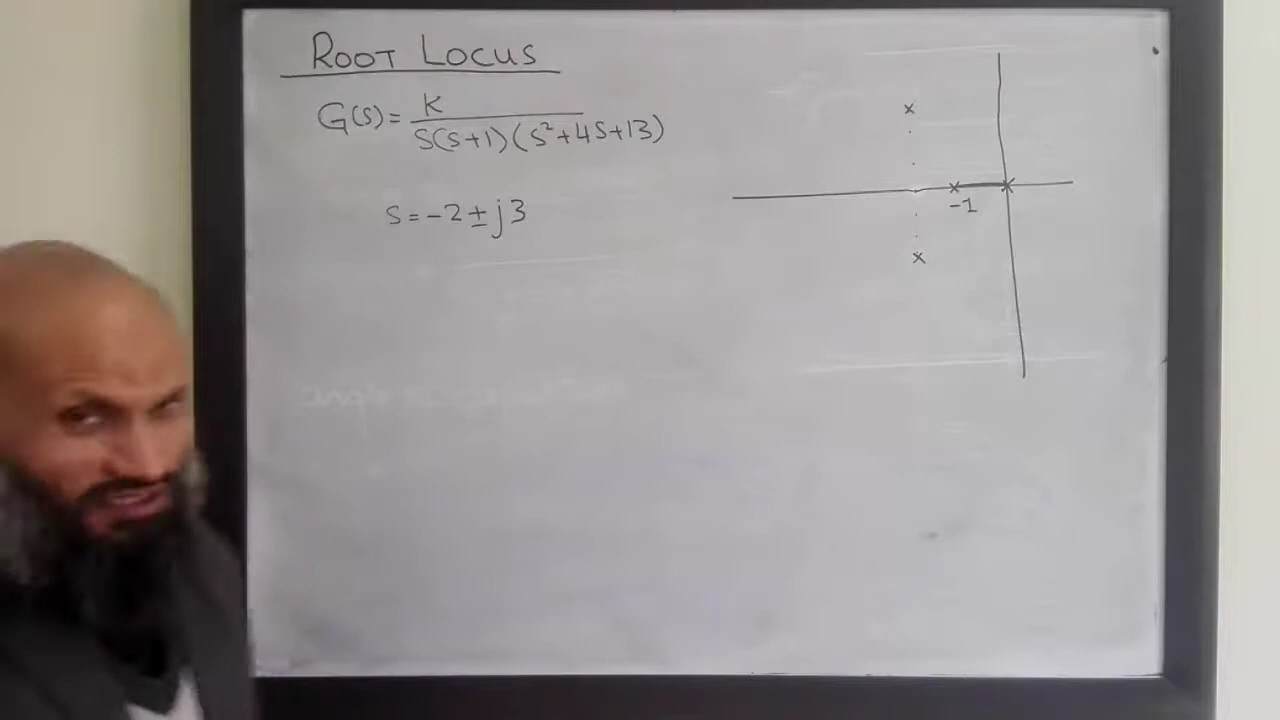 ROOT LOCUS
G(s) = K / S(S+1)(S²+4S+13)
S = -2 ± j3
-1